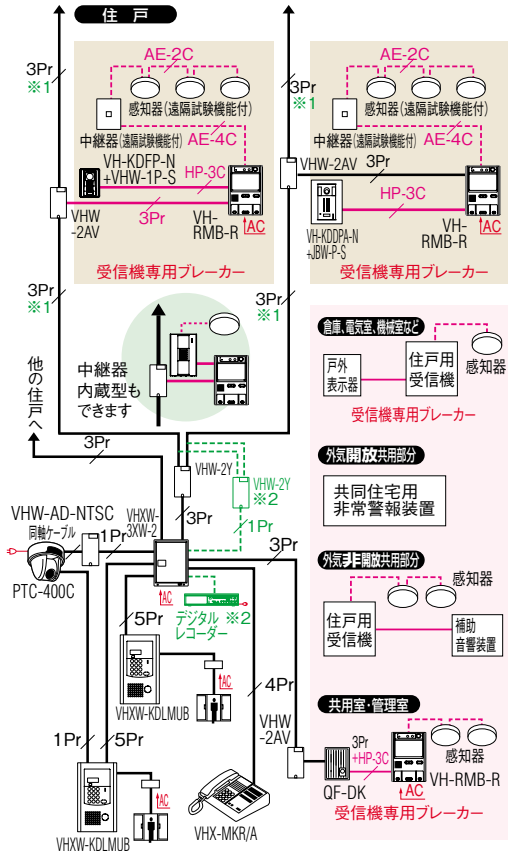 住戸
AE-2C
3Pr
※1
感知器(遠隔試験機能付)
中継器(遠隔試験機能付)
AE-4C
VH-KDFP-N
+VHW-1P-S
HP-3C
3Pr
VHW
-2AV
VH-
RMB-R
AC
受信機専用ブレーカー
AE-2C
3Pr
※1
感知器(遠隔試験機能付)
中継器(遠隔試験機能付)
AE-4C
VHW-2AV
3Pr
HP-3C
VH-KDDPA-N
+JBW-P-S
VH-
RMB-R
AC
受信機専用ブレーカー
3Pr
※1
3Pr
※1
中継器
内蔵型も
できます
他の住戸へ
3Pr
VHW-2Y
VHW-2Y
※2
3Pr
1Pr
VHW-AD-NTSC
同軸ケーブル
1Pr
VHXW-
3XW-2
3Pr
PTC-400C
AC
デジタル
レコーダー
※2
5Pr
AC
4Pr
VHXW-KDLMUB
VHW
-2AV
1Pr
5Pr
AC
VHXW-KDLMUB
VHX-MKR/A
倉庫、電気室、機械室など
戸外
表示器
住戸用
受信機
感知器
受信機専用ブレーカー
外気開放共用部分
共同住宅用
非常警報装置
外気非開放共用部分
感知器
住戸用
受信機
補助
音響装置
共用室・管理室
3Pr
+HP-3C
感知器
QF-DK
VH-RMB-R
AC
受信機専用ブレーカー